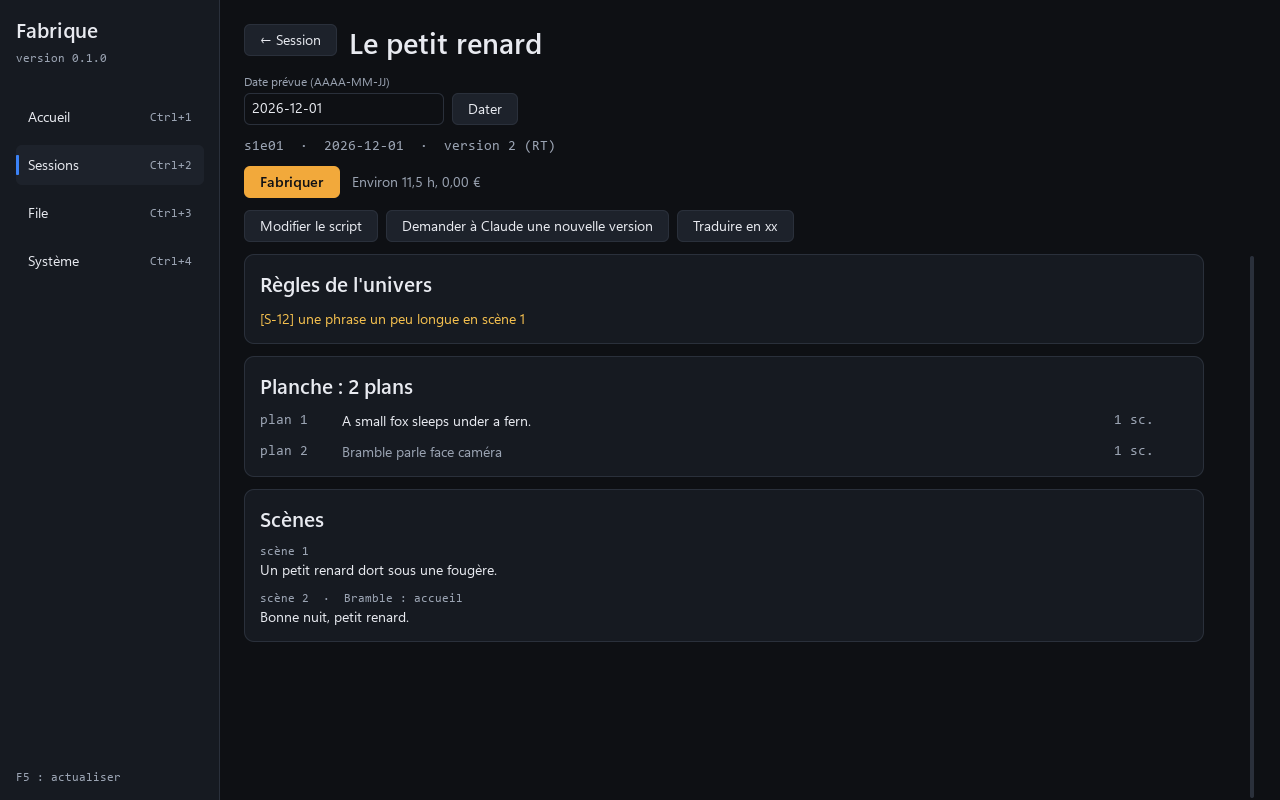 Fabrique
version 0.1.0
Accueil Ctrl+1
Sessions Ctrl+2
File Ctrl+3
Système Ctrl+4
F5 : actualiser
← Session
Le petit renard
Date prévue (AAAA-MM-JJ)
2026-12-01
Dater
s1e01 · 2026-12-01 · version 2 (RT)
Fabriquer
Environ 11,5 h, 0,00 €
Modifier le script
Demander à Claude une nouvelle version
Traduire en xx
Règles de l'univers
[S-12] une phrase un peu longue en scène 1
Planche : 2 plans
plan 1 A small fox sleeps under a fern. 1 sc.
plan 2 Bramble parle face caméra 1 sc.
Scènes
scène 1
Un petit renard dort sous une fougère.
scène 2 · Bramble : accueil
Bonne nuit, petit renard.